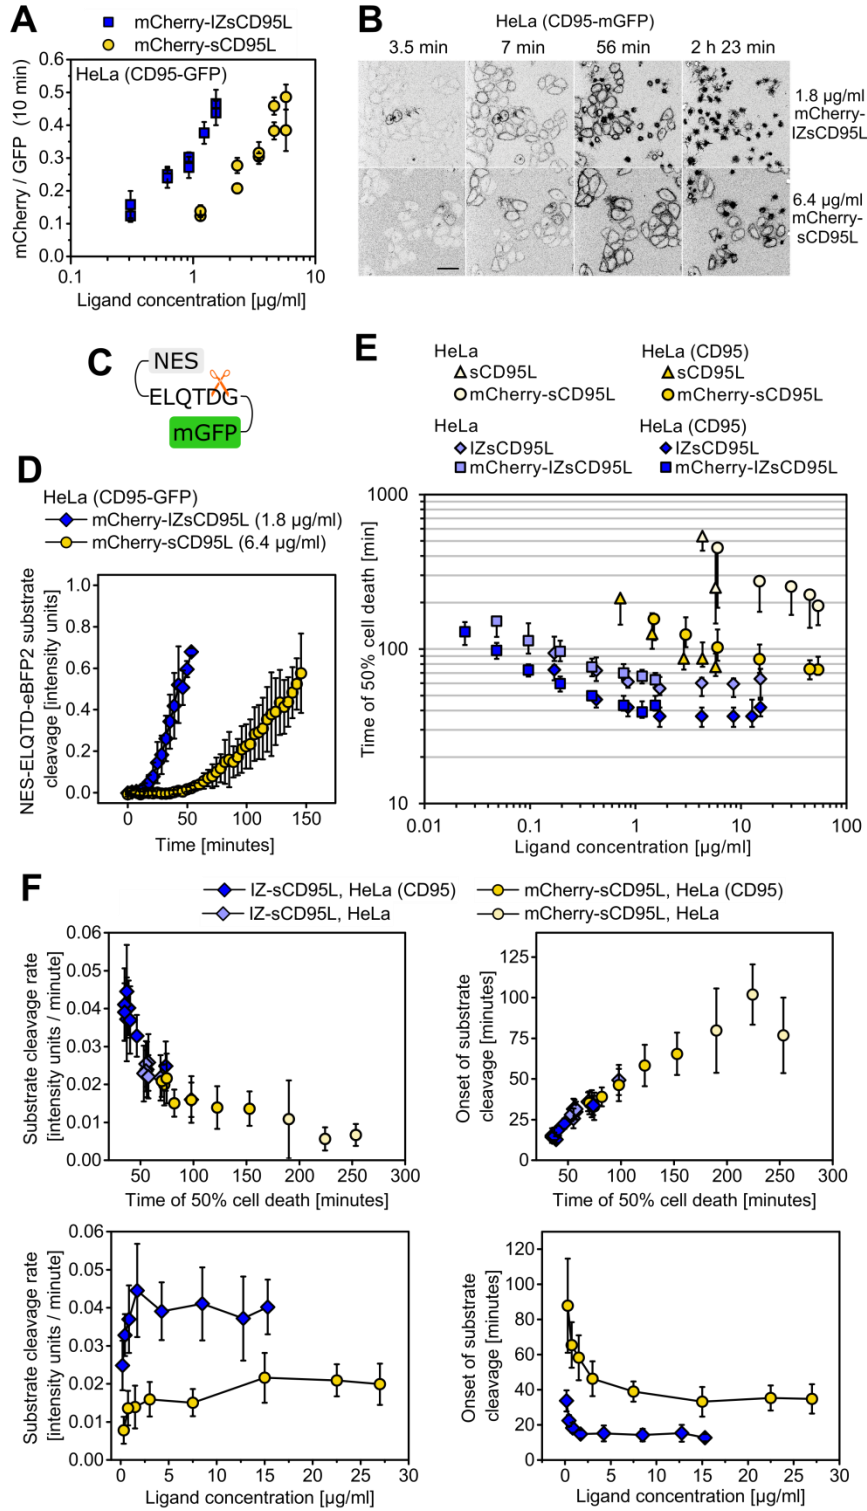 A
mCherry-IZsCD95L
mCherry-sCD95L
HeLa (CD95-GFP)
mCherry / GFP (10 min)
0.6
0.5
0.4
0.3
0.2
0.1
0.0
0.1
1
10
Ligand concentration [µg/ml]
B
HeLa (CD95-mGFP)
3.5 min
7 min
56 min
2 h 23 min
1.8 µg/ml
mCherry-
IZsCD95L
6.4 µg/ml
mCherry-
sCD95L
C
NES
ELQTDG
mGFP
D
HeLa (CD95-GFP)
mCherry-IZsCD95L (1.8 µg/ml)
mCherry-sCD95L (6.4 µg/ml)
NES-ELQTD-eBFP2 substrate
cleavage [intensity units]
1.0
0.8
0.6
0.4
0.2
0.0
0
50
100
150
Time [minutes]
E
HeLa
sCD95L
mCherry-sCD95L
HeLa (CD95)
sCD95L
mCherry-sCD95L
HeLa
IZsCD95L
mCherry-IZsCD95L
HeLa (CD95)
IZsCD95L
mCherry-IZsCD95L
Time of 50% cell death [min]
1000
100
10
0.01
0.10
1
10
100
Ligand concentration [µg/ml]
F
IZ-sCD95L, HeLa (CD95)
IZ-sCD95L, HeLa
mCherry-sCD95L, HeLa (CD95)
mCherry-sCD95L, HeLa
Substrate cleavage rate
[intensity units / minute]
0.06
0.05
0.04
0.03
0.02
0.01
0.00
50
100
150
200
250
300
Time of 50% cell death [minutes]
Onset of substrate
cleavage [minutes]
125
100
75
50
25
0
50
100
150
200
250
300
Time of 50% cell death [minutes]
Substrate cleavage rate
[intensity units / minute]
0.06
0.05
0.04
0.03
0.02
0.01
0.00
0
5
10
15
20
25
30
Ligand concentration [µg/ml]
Onset of substrate
cleavage [minutes]
120
100
80
60
40
20
0
0
5
10
15
20
25
30
Ligand concentration [µg/ml]